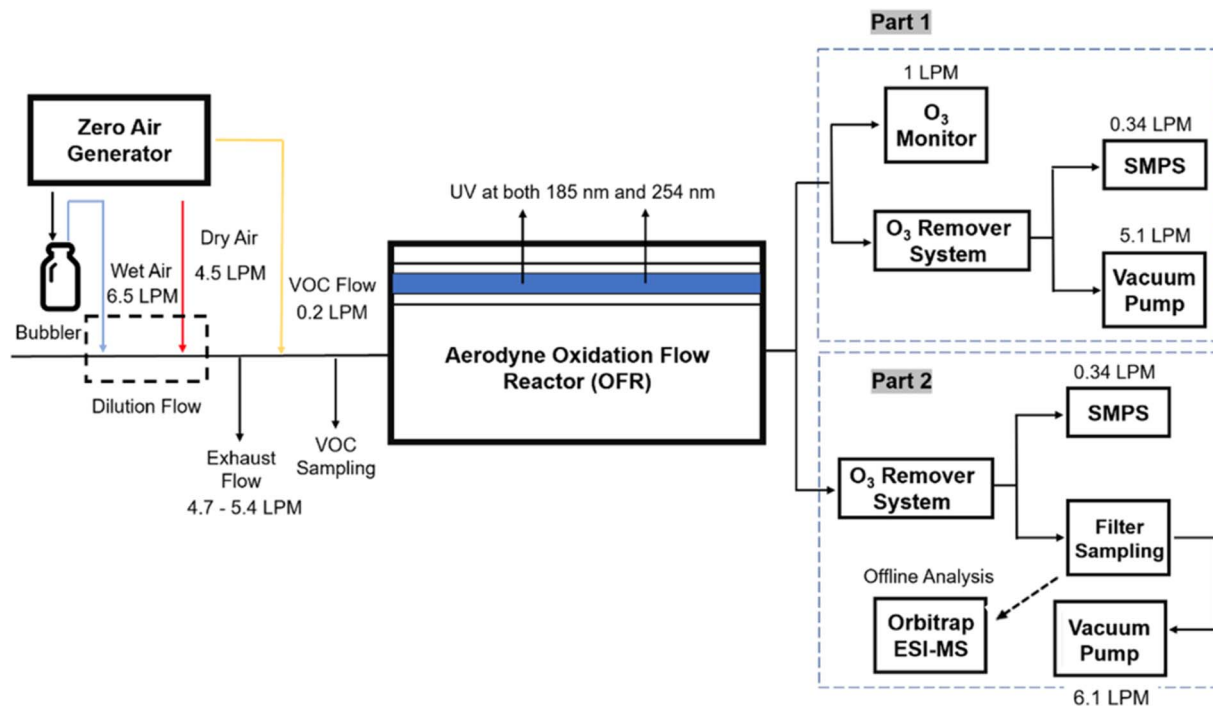 Part 1
1 LPM
O₃
Monitor
0.34 LPM
SMPS
O₃ Remover
System
5.1 LPM
Vacuum
Pump
Zero Air
Generator
Bubbler
Wet Air
6.5 LPM
Dry Air
4.5 LPM
VOC Flow
0.2 LPM
Dilution Flow
Exhaust
Flow
4.7 - 5.4 LPM
VOC
Sampling
UV at both 185 nm and 254 nm
Aerodyne Oxidation Flow
Reactor (OFR)
Part 2
0.34 LPM
SMPS
O₃ Remover
System
Filter
Sampling
Offline Analysis
Orbitrap
ESI-MS
Vacuum
Pump
6.1 LPM